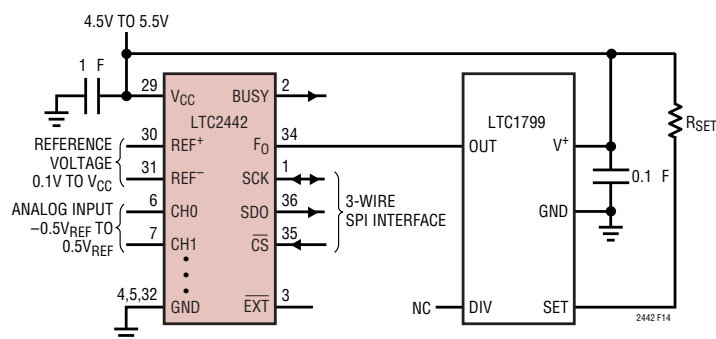 4.5V TO 5.5V
1 F
29
VCC
BUSY
2
LTC2442
LTC1799
RSET
REFERENCE
VOLTAGE
0.1V TO VCC
30
REF+
FO
34
OUT
V+
31
REF−
SCK
1
0.1 F
ANALOG INPUT
−0.5VREF TO
0.5VREF
6
CH0
SDO
36
3-WIRE
SPI INTERFACE
GND
7
CH1
CS
35
4,5,32
GND
EXT
3
NC
DIV
SET
2442 F14